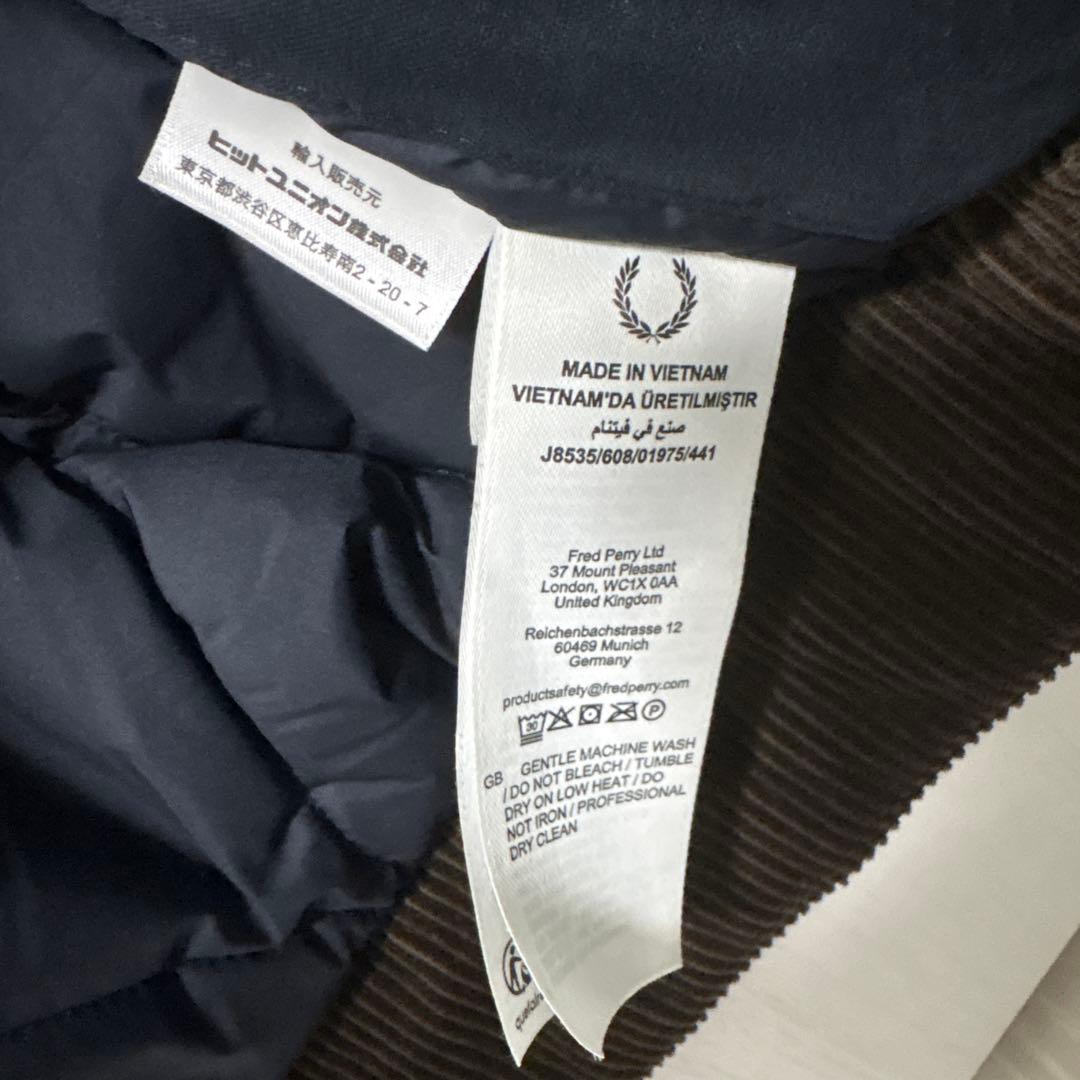 輸入販売元
ヒットユニオン株式会社
東京都渋谷区恵比寿南2-20-7
MADE IN VIETNAM
VIETNAM'DA ÜRETILMIŞTIR
صنع في فيتنام
J8535/608/01975/441
Fred Perry Ltd
37 Mount Pleasant
London, WC1X 0AA
United Kingdom
Reichenbachstrasse 12
60469 Munich
Germany
productsafety@fredperry.com
30 P
GB GENTLE MACHINE WASH
/ DO NOT BLEACH / TUMBLE
DRY ON LOW HEAT / DO
NOT IRON / PROFESSIONAL
DRY CLEAN